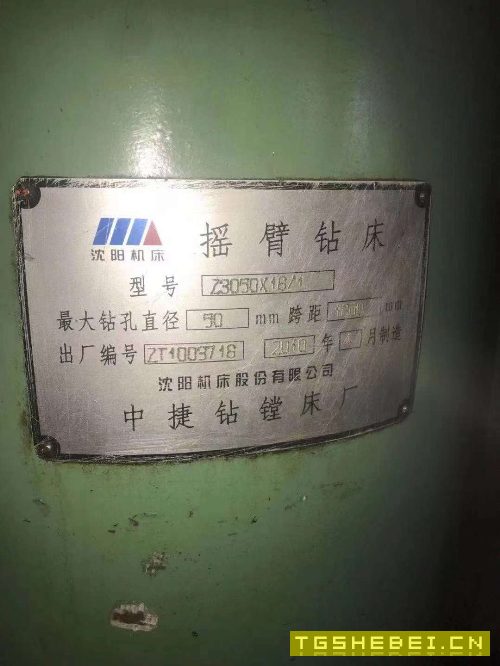 沈阳机床
摇臂钻床
型号 Z3050X16/1
最大钻孔直径 50 mm 跨距 mm
出厂编号 ZT1003716 2010 年 月制造
沈阳机床股份有限公司
中捷钻镗床厂
TGSHEBEI.CN